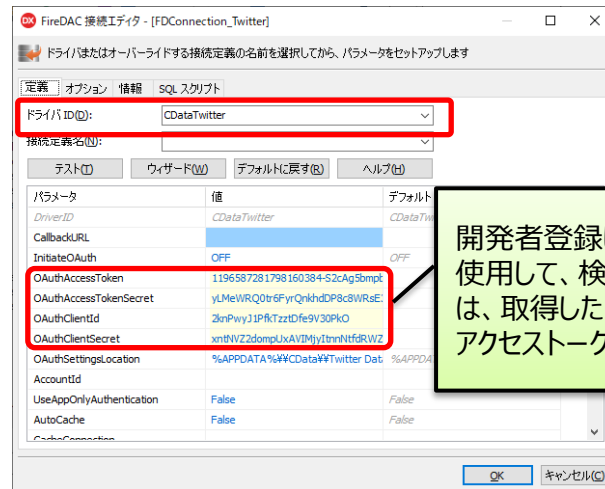 FireDAC 接続エディタ - [FDConnection_Twitter]
ドライバまたはオーバーライドする接続定義の名前を選択してから、パラメータをセットアップします
定義 オプション 情報 SQL スクリプト
ドライバ ID(D): CDataTwitter
接続定義名(N):
テスト(T) ウィザード(W) デフォルトに戻す(R) ヘルプ(H)
パラメータ 値 デフォルト
DriverID CDataTwitter CDataTw
CallbackURL
InitiateOAuth OFF OFF
OAuthAccessToken 1196587281798160384-S2cAg5bmpt
OAuthAccessTokenSecret yLMeWRQ0tr6FyrQnkhdDP8c8WRsE
OAuthClientId 2knPwyJ1PfkTzztDfe9V30PkO
OAuthClientSecret xntNVZ2dompUxAVIMjyItnnNtfdRWZ
OAuthSettingsLocation %APPDATA%¥¥CData¥¥Twitter Dat %APPDA
AccountId
UseAppOnlyAuthentication False False
AutoCache False False
CacheConnection
開発者登録
使用して、検
は、取得した
アクセストーク
OK キャンセル(C)